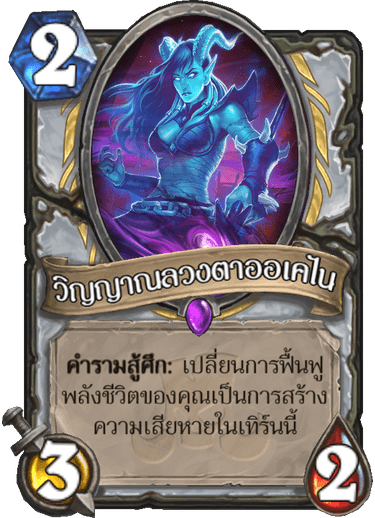 2
วิญญาณลวงตาออเคไน
คำรามสู้ศึก: เปลี่ยนการฟื้นฟู
พลังชีวิตของคุณเป็นการสร้าง
ความเสียหายในเทิร์นนี้
3
2